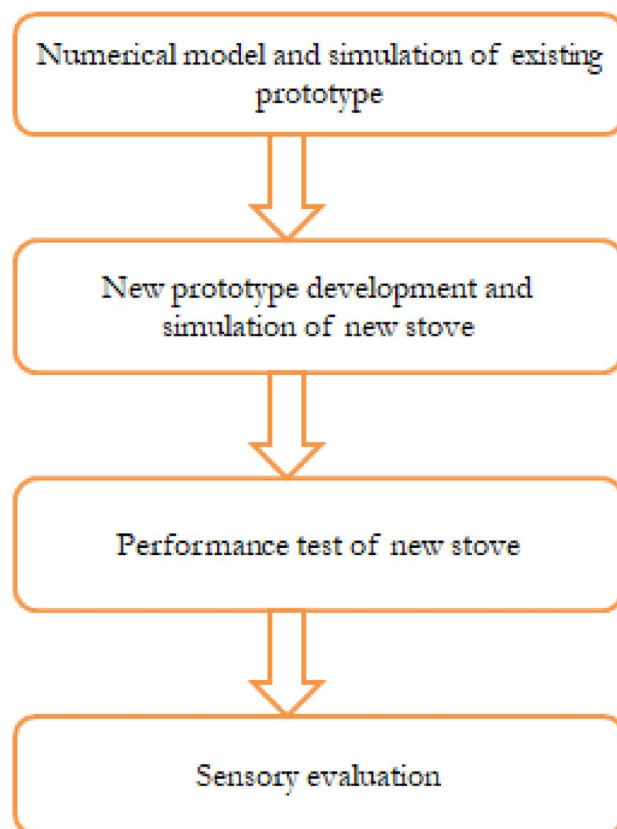 Numerical model and simulation of existing
prototype
New prototype development and
simulation of new stove
Performance test of new stove
Sensory evaluation